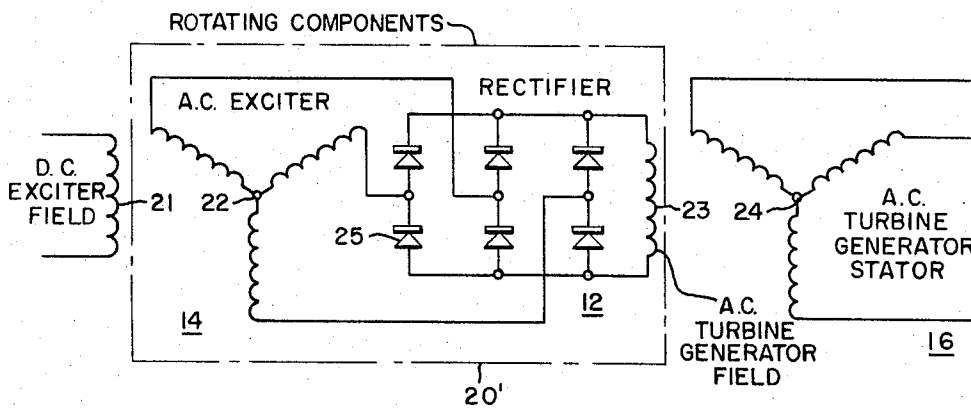 ROTATING COMPONENTS
A.C. EXCITER
RECTIFIER
D.C.
EXCITER
FIELD
21
22
25
23
24
A.C.
TURBINE
GENERATOR
STATOR
14
12
A.C.
TURBINE
GENERATOR
FIELD
16
20'